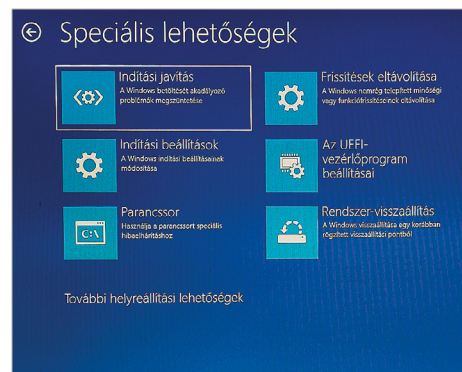 Speciális lehetőségek
Indítási javítás
A Windows betöltését akadályozó
problémák megszüntetése
Indítási beállítások
A Windows indítási beállításainak
módosítása
Parancssor
Használja a parancssort speciális
hibaelhárításhoz
C:\
Frissítések eltávolítása
A Windows nemrég telepített minőségi
vagy funkciófrissítéseinek eltávolítása
Az UEFI-
vezérlőprogram
beállításai
Rendszer-visszaállítás
A Windows visszaállítása egy korábban
rögzített visszaállítási pontból
További helyreállítási lehetőségek